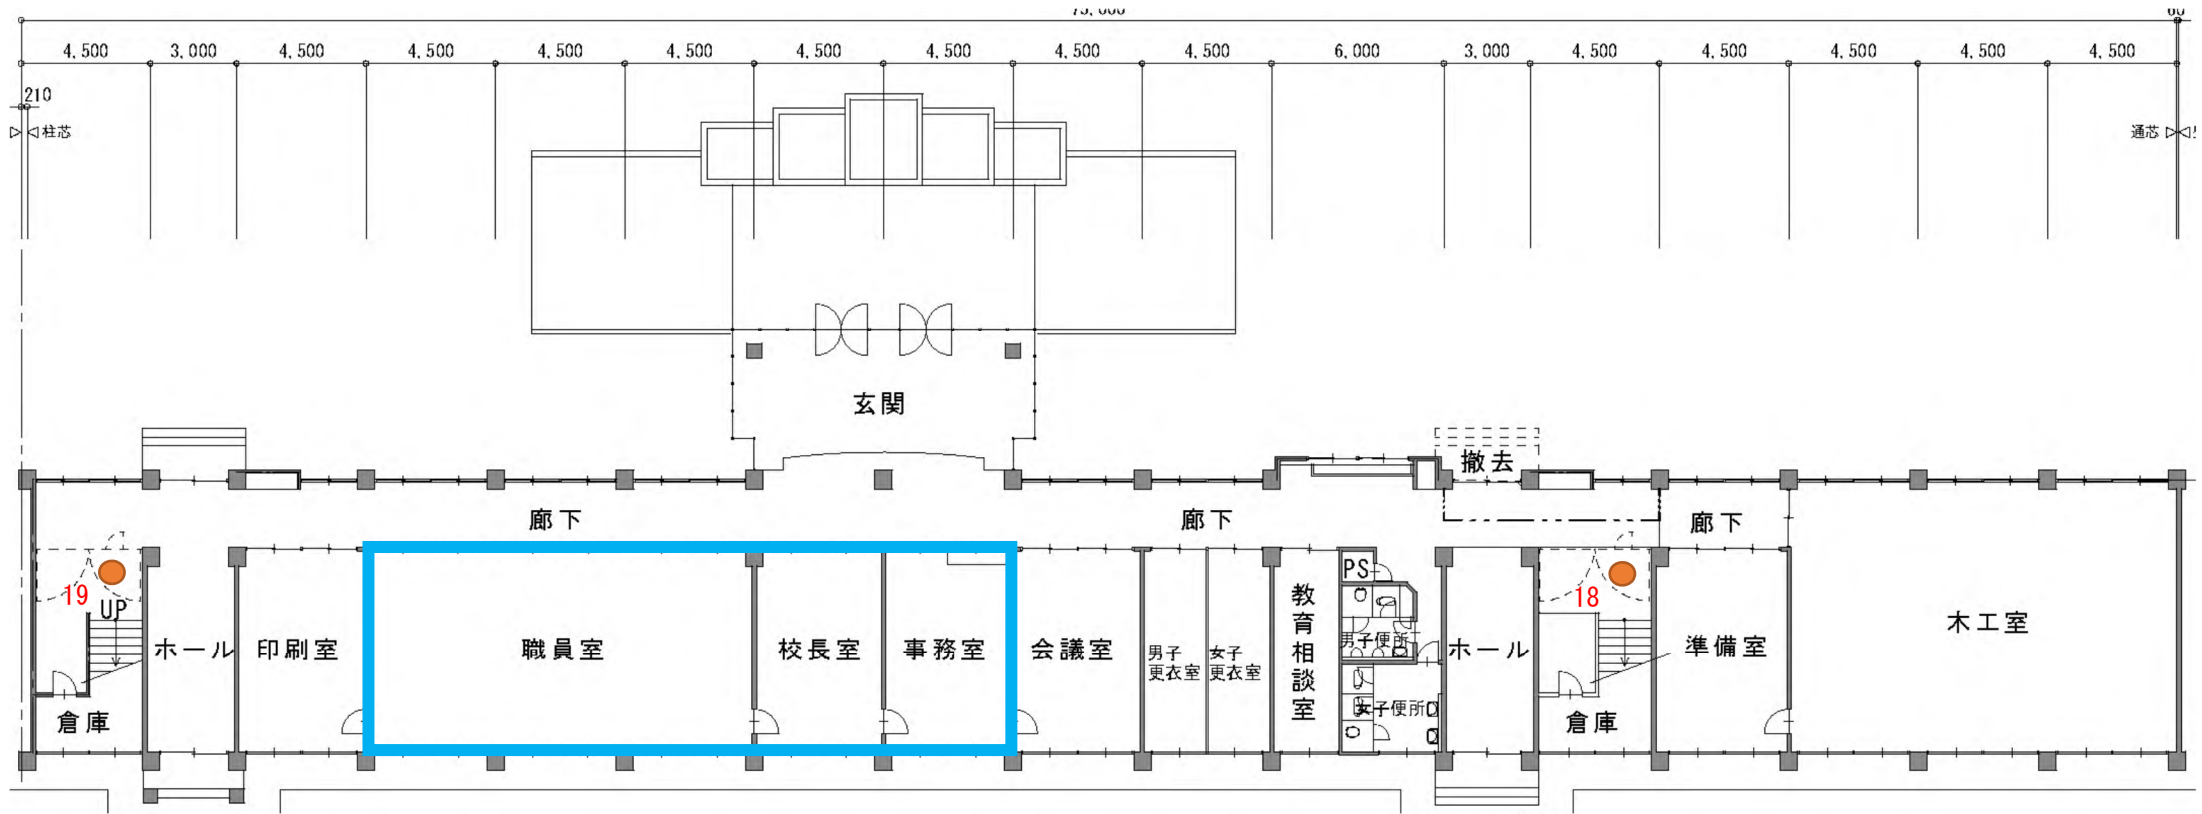 4,500 3,000 4,500 4,500 4,500 4,500 4,500 4,500 4,500 4,500 6,000 3,000 4,500 4,500 4,500 4,500 4,500
210
柱芯
通芯
玄関
撤去
廊下 廊下 廊下
PS
19
UP
18
教育相談室
木工室
ホール
印刷室
職員室
校長室
事務室
会議室
男子
更衣室
女子
更衣室
男子便所
ホール
準備室
女子便所
倉庫
倉庫